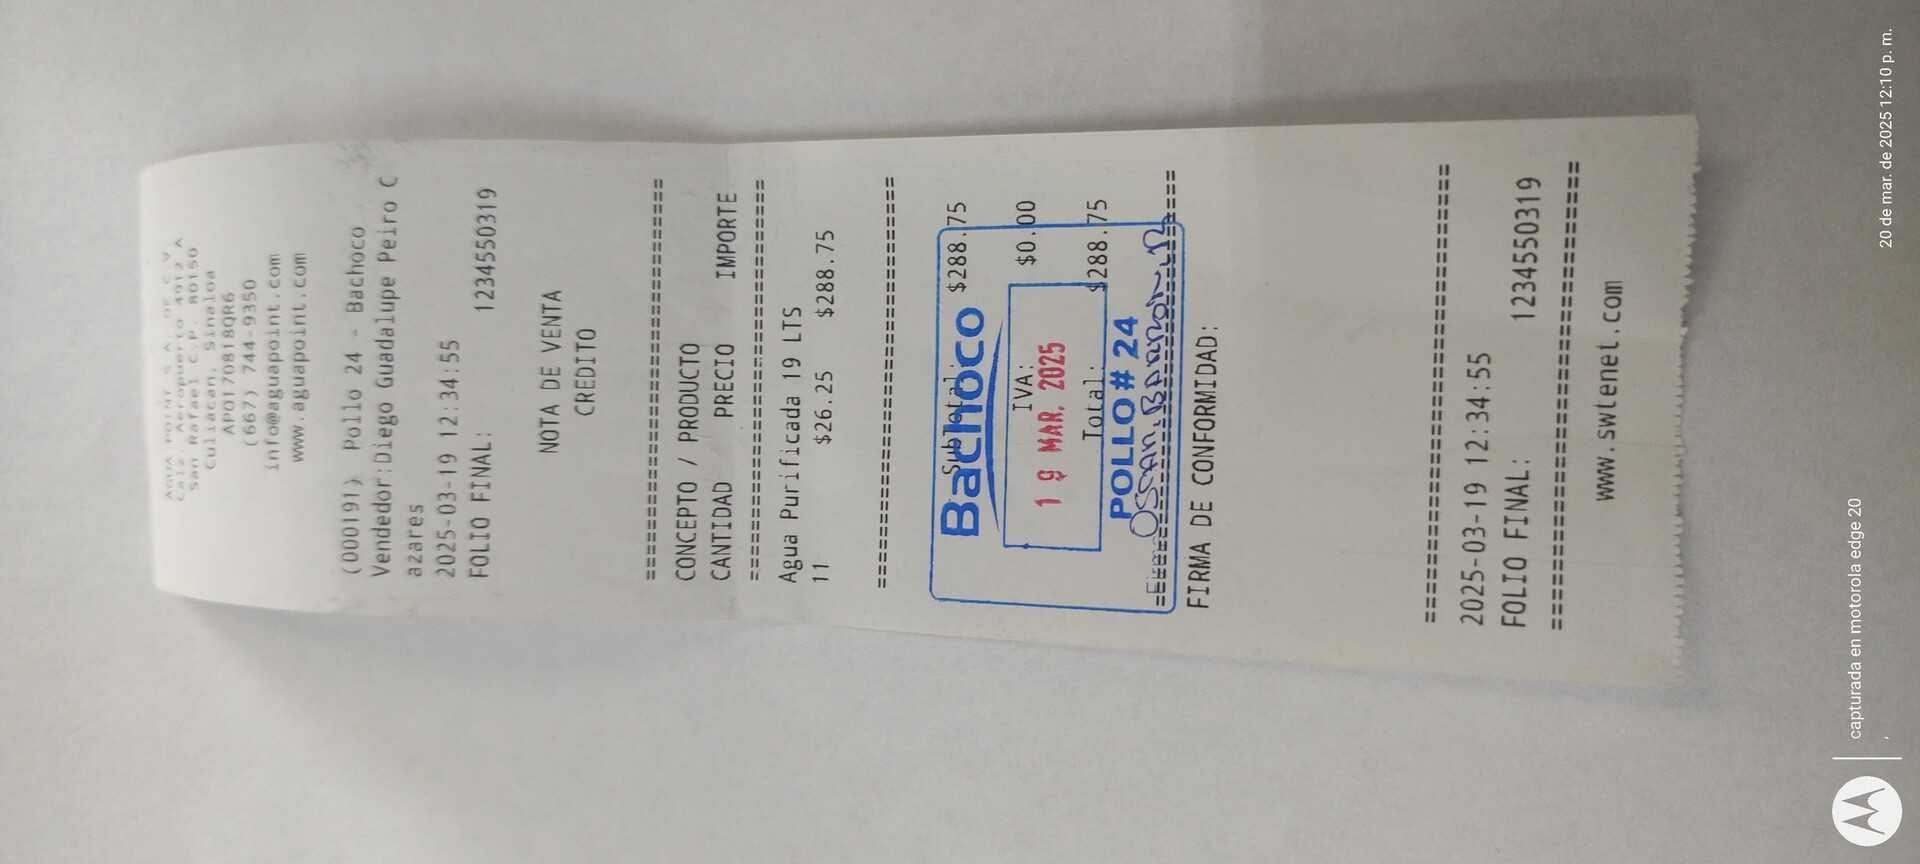 AGUA POINT S.A. DE C.V.
Calz. Aeropuerto 4912 A
San Rafael C.P. 80150
Culiacan, Sinaloa
APO170818QR6
(667) 744-9350
info@aguapoint.com
www.aguapoint.com
(000191) Pollo 24 - Bachoco
Vendedor:Diego Guadalupe Peiro C
azares
2025-03-19 12:34:55
FOLIO FINAL: 1234550319
NOTA DE VENTA
CREDITO
================================
CONCEPTO / PRODUCTO
CANTIDAD PRECIO IMPORTE
================================
Agua Purificada 19 LTS
11 $26.25 $288.75
================================
SubTotal: $288.75
Bachoco
IVA: $0.00
19 MAR. 2025
Total: $288.75
POLLO # 24
================================
FIRMA DE CONFORMIDAD:
================================
2025-03-19 12:34:55
FOLIO FINAL: 1234550319
================================
www.swlenet.com
capturada en motorola edge 20
20 de mar. de 2025 12:10 p. m.